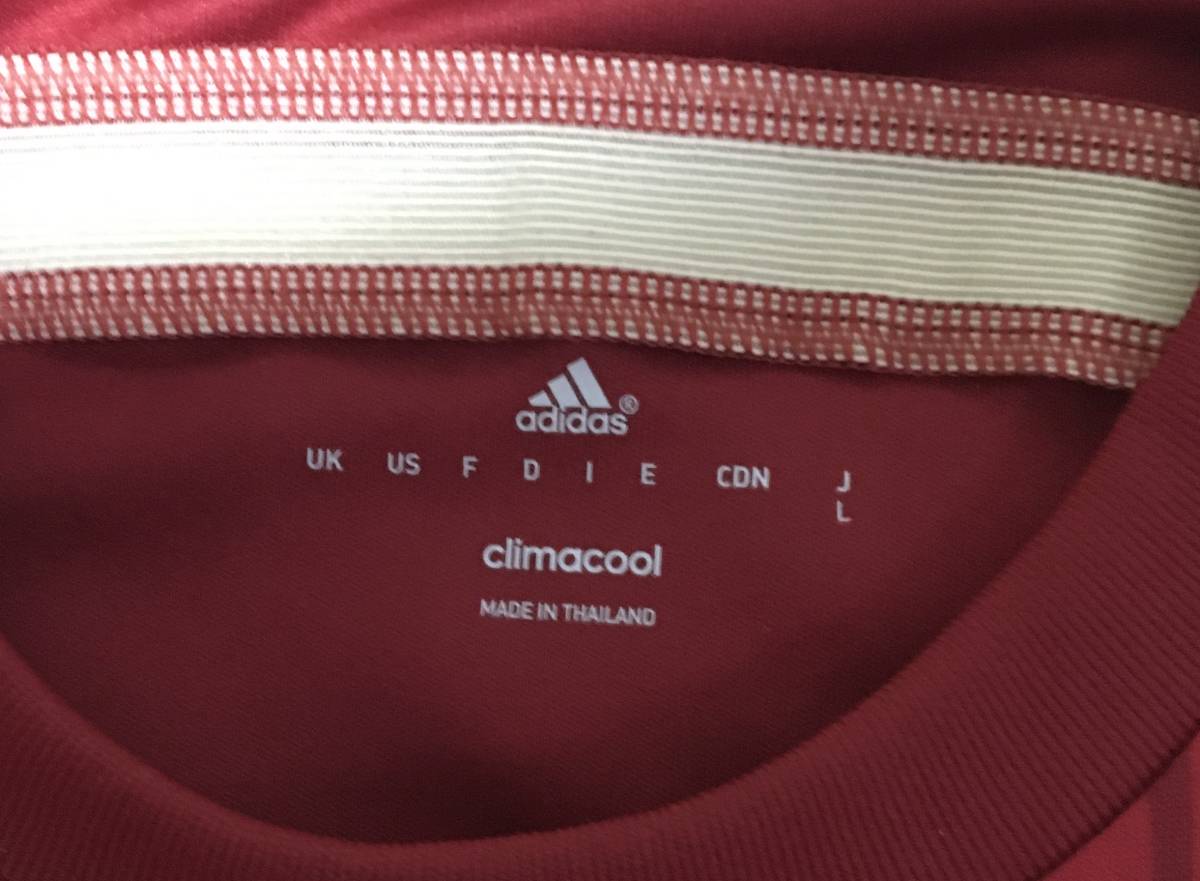 adidas®
UK US F D I E CDN J
L
climacool
MADE IN THAILAND